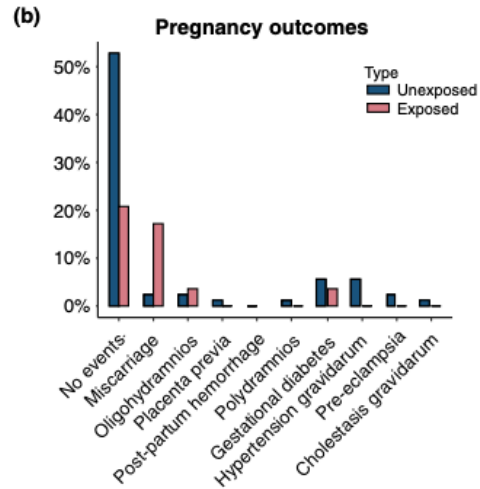 (b)
Pregnancy outcomes
50%
40%
30%
20%
10%
0%
Type
Unexposed
Exposed
No events
Miscarriage
Oligohydramnios
Placenta previa
Post-partum hemorrhage
Polydramnios
Gestational diabetes
Hypertension gravidarum
Pre-eclampsia
Cholestasis gravidarum